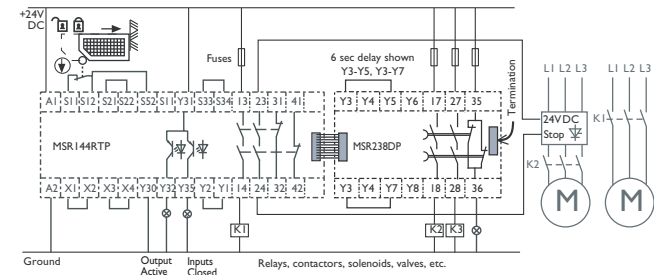 +24V
DC
Fuses
6 sec delay shown
Y3-Y5, Y3-Y7
Termination
L1 L2 L3
L1 L2 L3
A1 S11 S12 S21 S22 S52 S11 Y31 S33 S34 13 23 31 41
Y3 Y4 Y5 Y6 17 27 35
K1
24V DC
Stop
MSR144RTP
MSR238DP
K2
A2 X1 X2 X3 X4 Y30 Y32 Y35 Y2 Y1 14 24 32 42
Y3 Y4 Y7 Y8 18 28 36
M
M
K1
K2 K3
Ground
Output
Active
Inputs
Closed
Relays, contactors, solenoids, valves, etc.